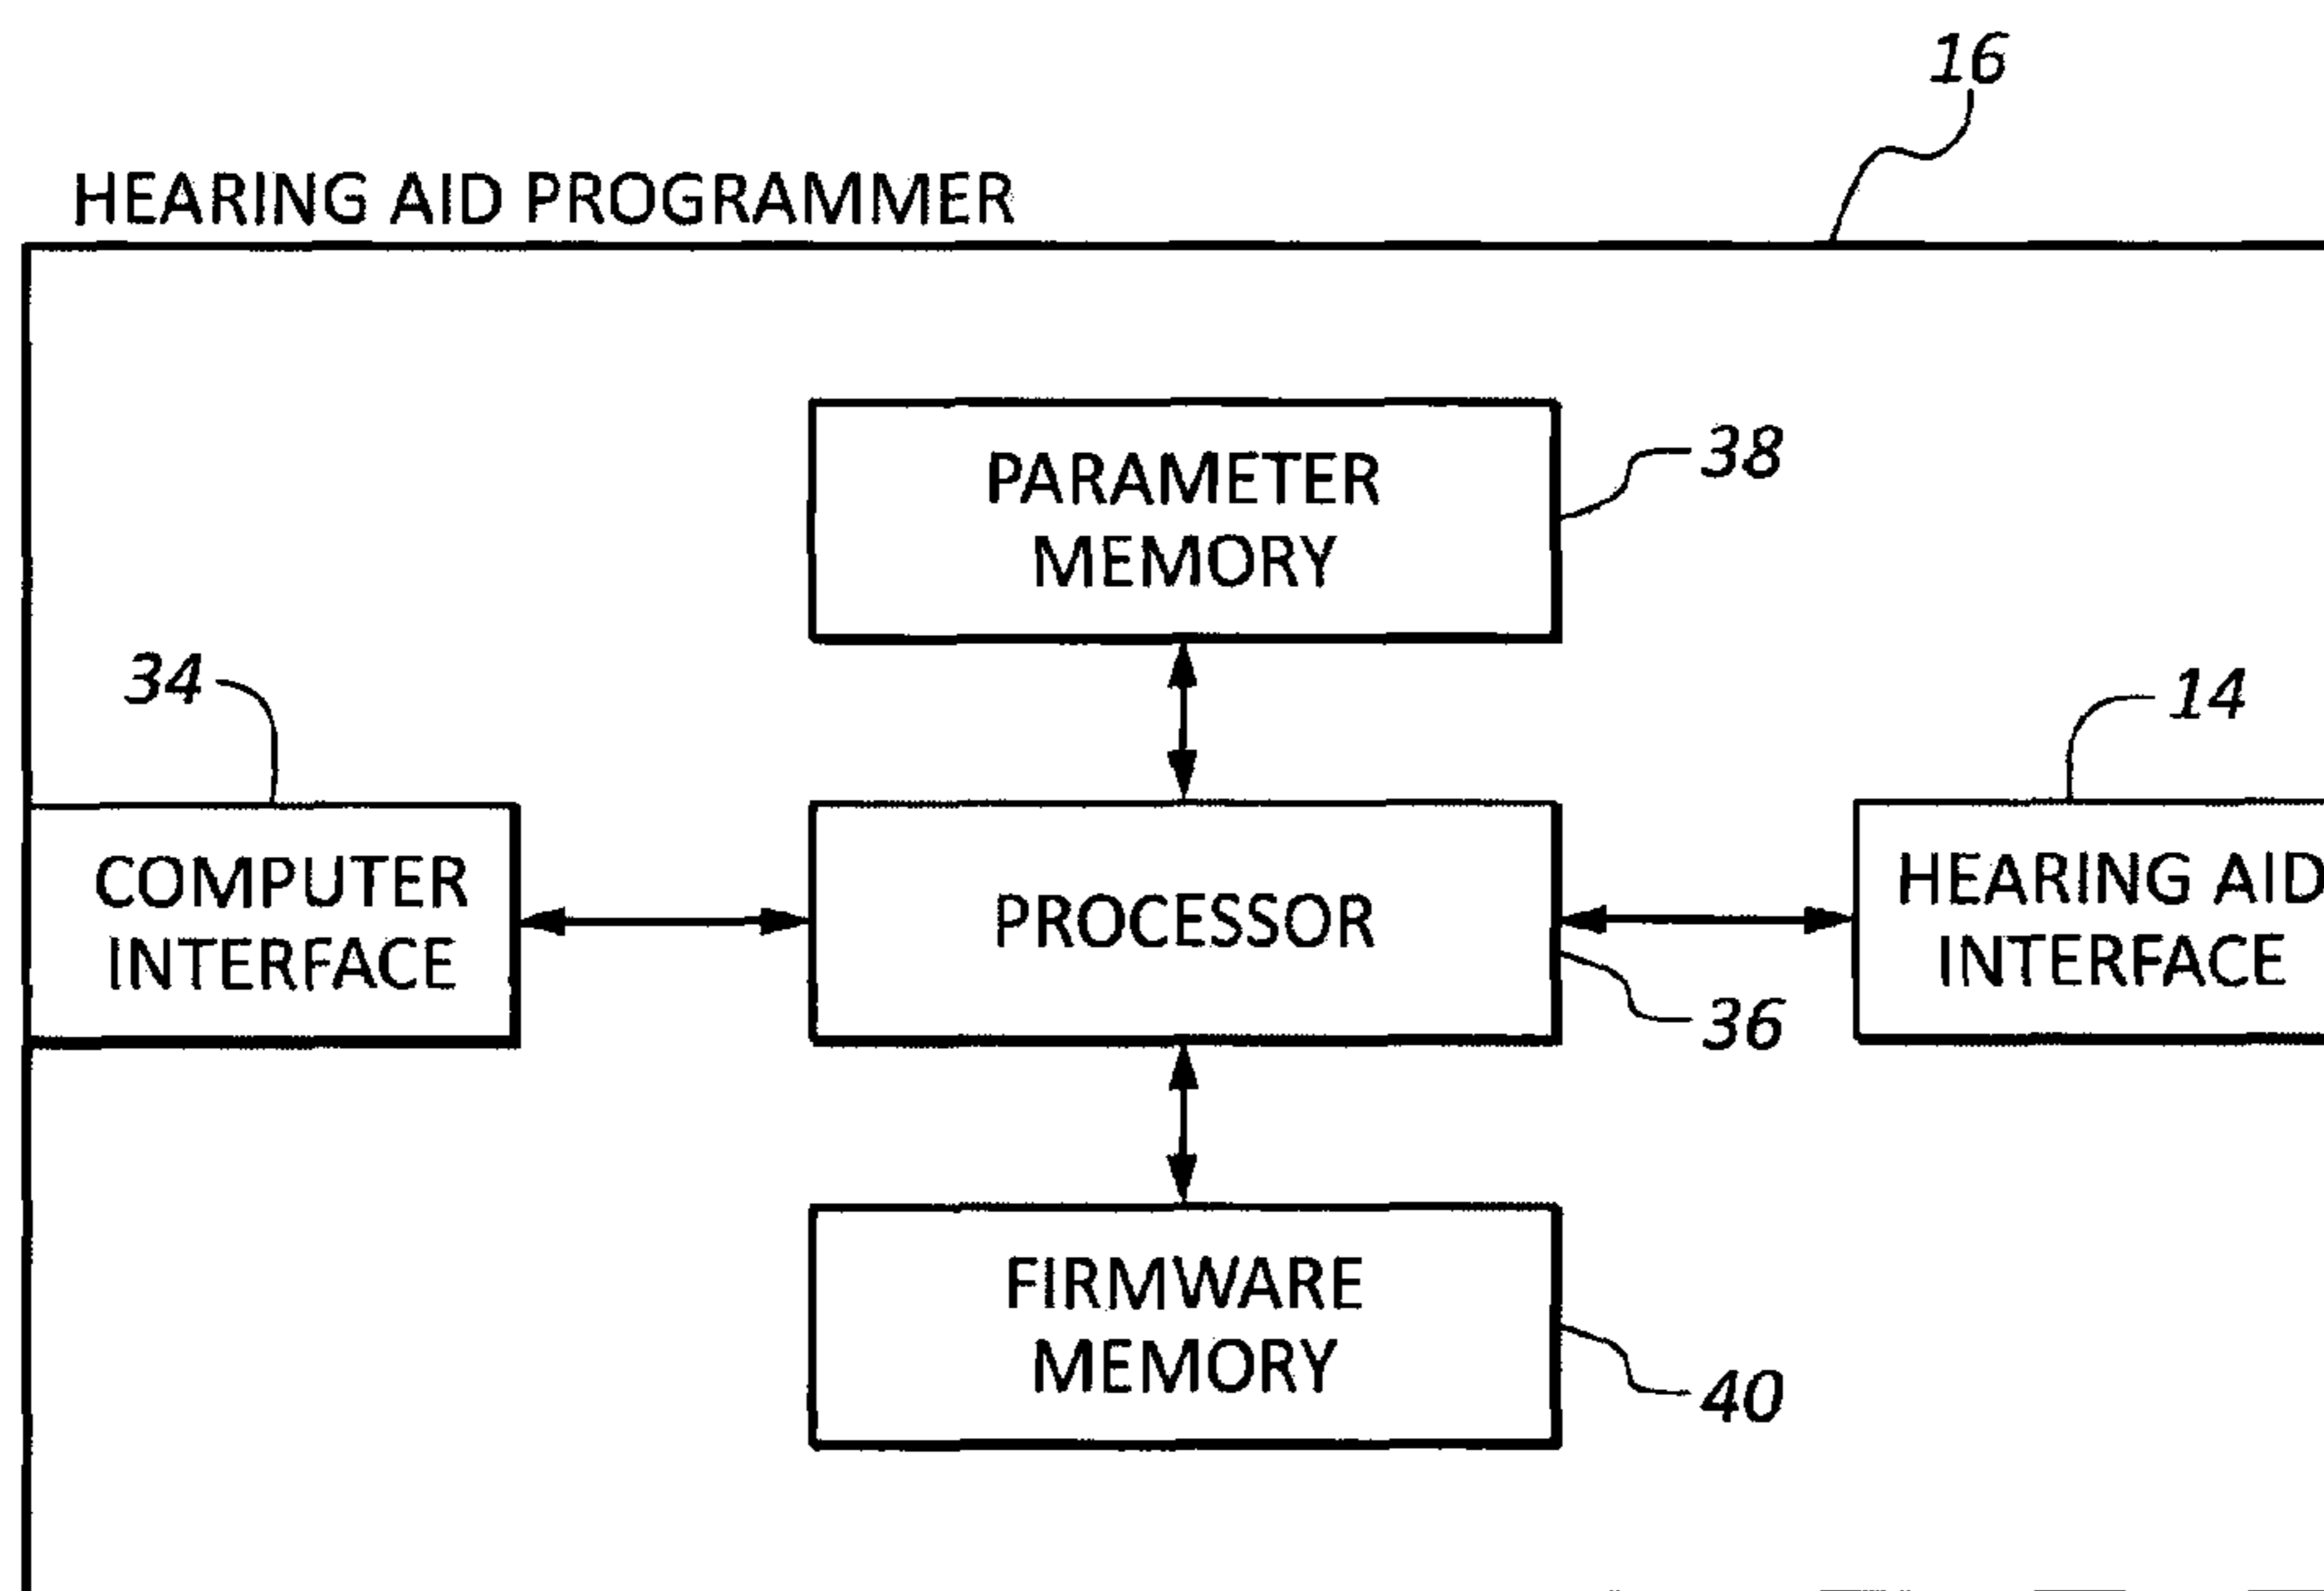 16
HEARING AID PROGRAMMER
PARAMETER
MEMORY
38
34
14
COMPUTER
INTERFACE
PROCESSOR
HEARING AID
INTERFACE
36
FIRMWARE
MEMORY
40